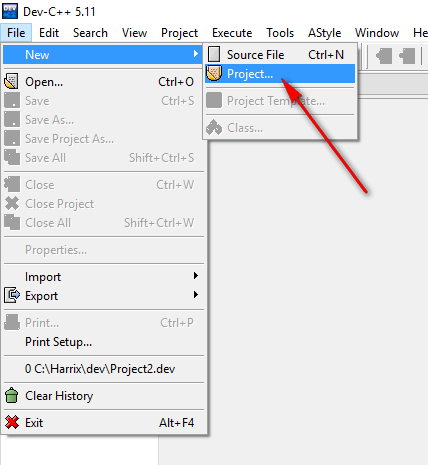 Dev-C++ 5.11
File Edit Search View Project Execute Tools AStyle Window He
New
Source File Ctrl+N
Project...
Project Template...
Class...
Open... Ctrl+O
Save Ctrl+S
Save As...
Save Project As...
Save All Shift+Ctrl+S
Close Ctrl+W
Close Project
Close All Shift+Ctrl+W
Properties...
Import
Export
Print... Ctrl+P
Print Setup...
0 C:\Harrix\dev\Project2.dev
Clear History
Exit Alt+F4